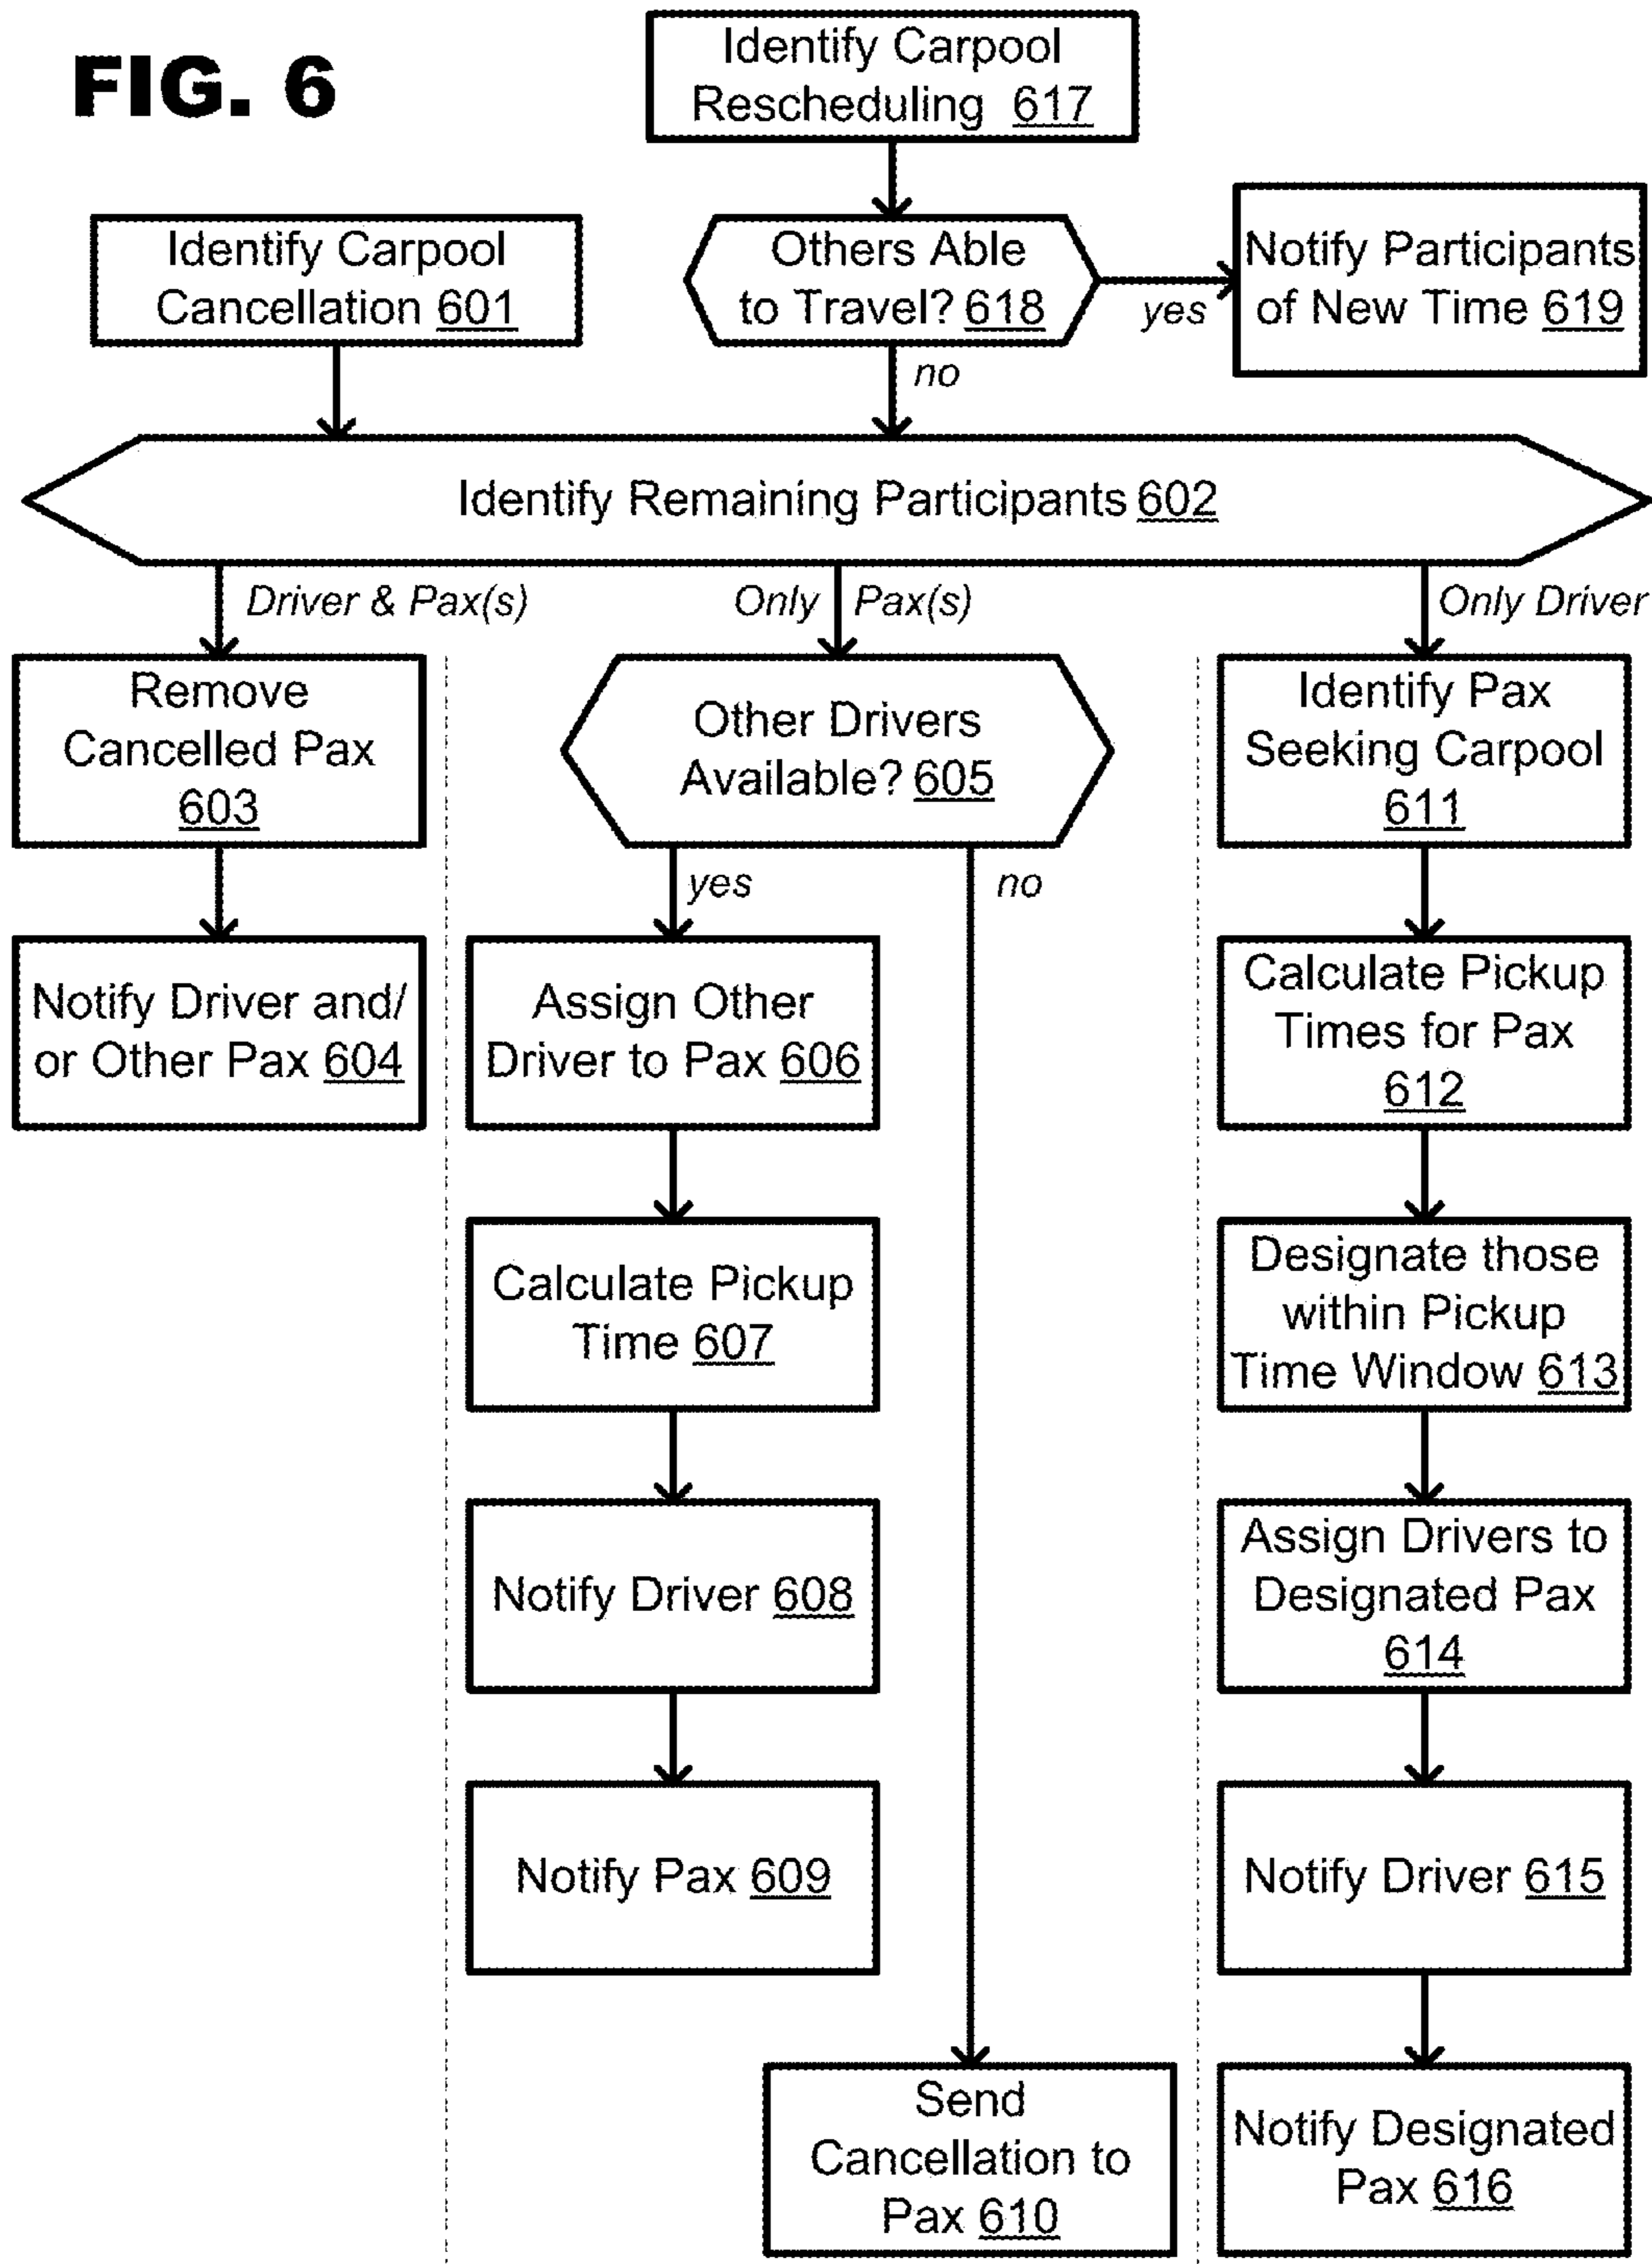 FIG. 6
Identify Carpool
Rescheduling 617
Identify Carpool
Cancellation 601
Others Able
to Travel? 618
yes
Notify Participants
of New Time 619
no
Identify Remaining Participants 602
Driver & Pax(s)
Only Pax(s)
Only Driver
Remove
Cancelled Pax
603
Other Drivers
Available? 605
Identify Pax
Seeking Carpool
611
yes
no
Notify Driver and/
or Other Pax 604
Assign Other
Driver to Pax 606
Calculate Pickup
Times for Pax
612
Calculate Pickup
Time 607
Designate those
within Pickup
Time Window 613
Notify Driver 608
Assign Drivers to
Designated Pax
614
Notify Pax 609
Notify Driver 615
Send
Cancellation to
Pax 610
Notify Designated
Pax 616